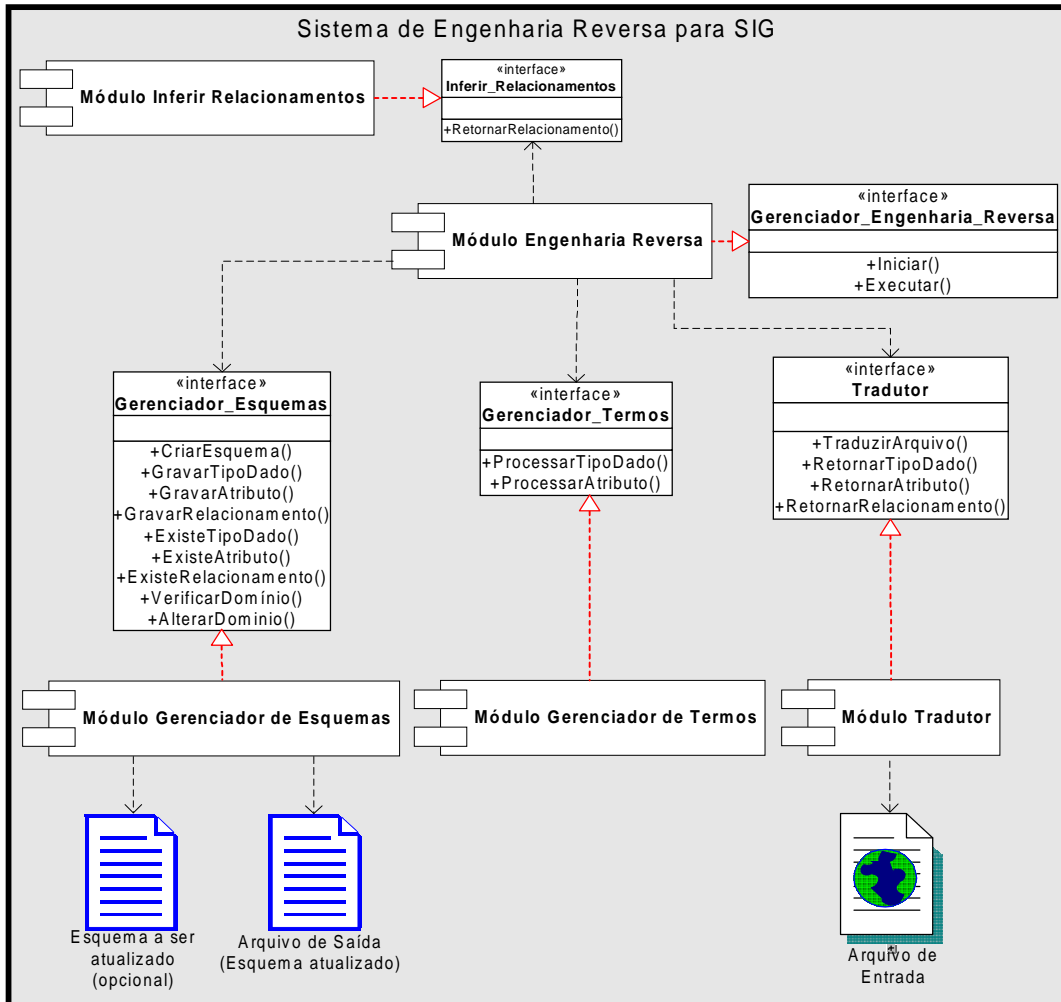 Sistema de Engenharia Reversa para SIG
Módulo Inferir Relacionamentos
«interface»
Inferir_Relacionamentos
+RetornarRelacionamento()
Módulo Engenharia Reversa
«interface»
Gerenciador_Engenharia_Reversa
+Iniciar()
+Executar()
«interface»
Gerenciador_Esquemas
+CriarEsquema()
+GravarTipoDado()
+GravarAtributo()
+GravarRelacionamento()
+ExisteTipoDado()
+ExisteAtributo()
+ExisteRelacionamento()
+VerificarDomínio()
+AlterarDominio()
«interface»
Gerenciador_Termos
+ProcessarTipoDado()
+ProcessarAtributo()
«interface»
Tradutor
+TraduzirArquivo()
+RetornarTipoDado()
+RetornarAtributo()
+RetornarRelacionamento()
Módulo Gerenciador de Esquemas
Módulo Gerenciador de Termos
Módulo Tradutor
Esquema a ser
atualizado
(opcional)
Arquivo de Saída
(Esquema atualizado)
Arquivo de
Entrada